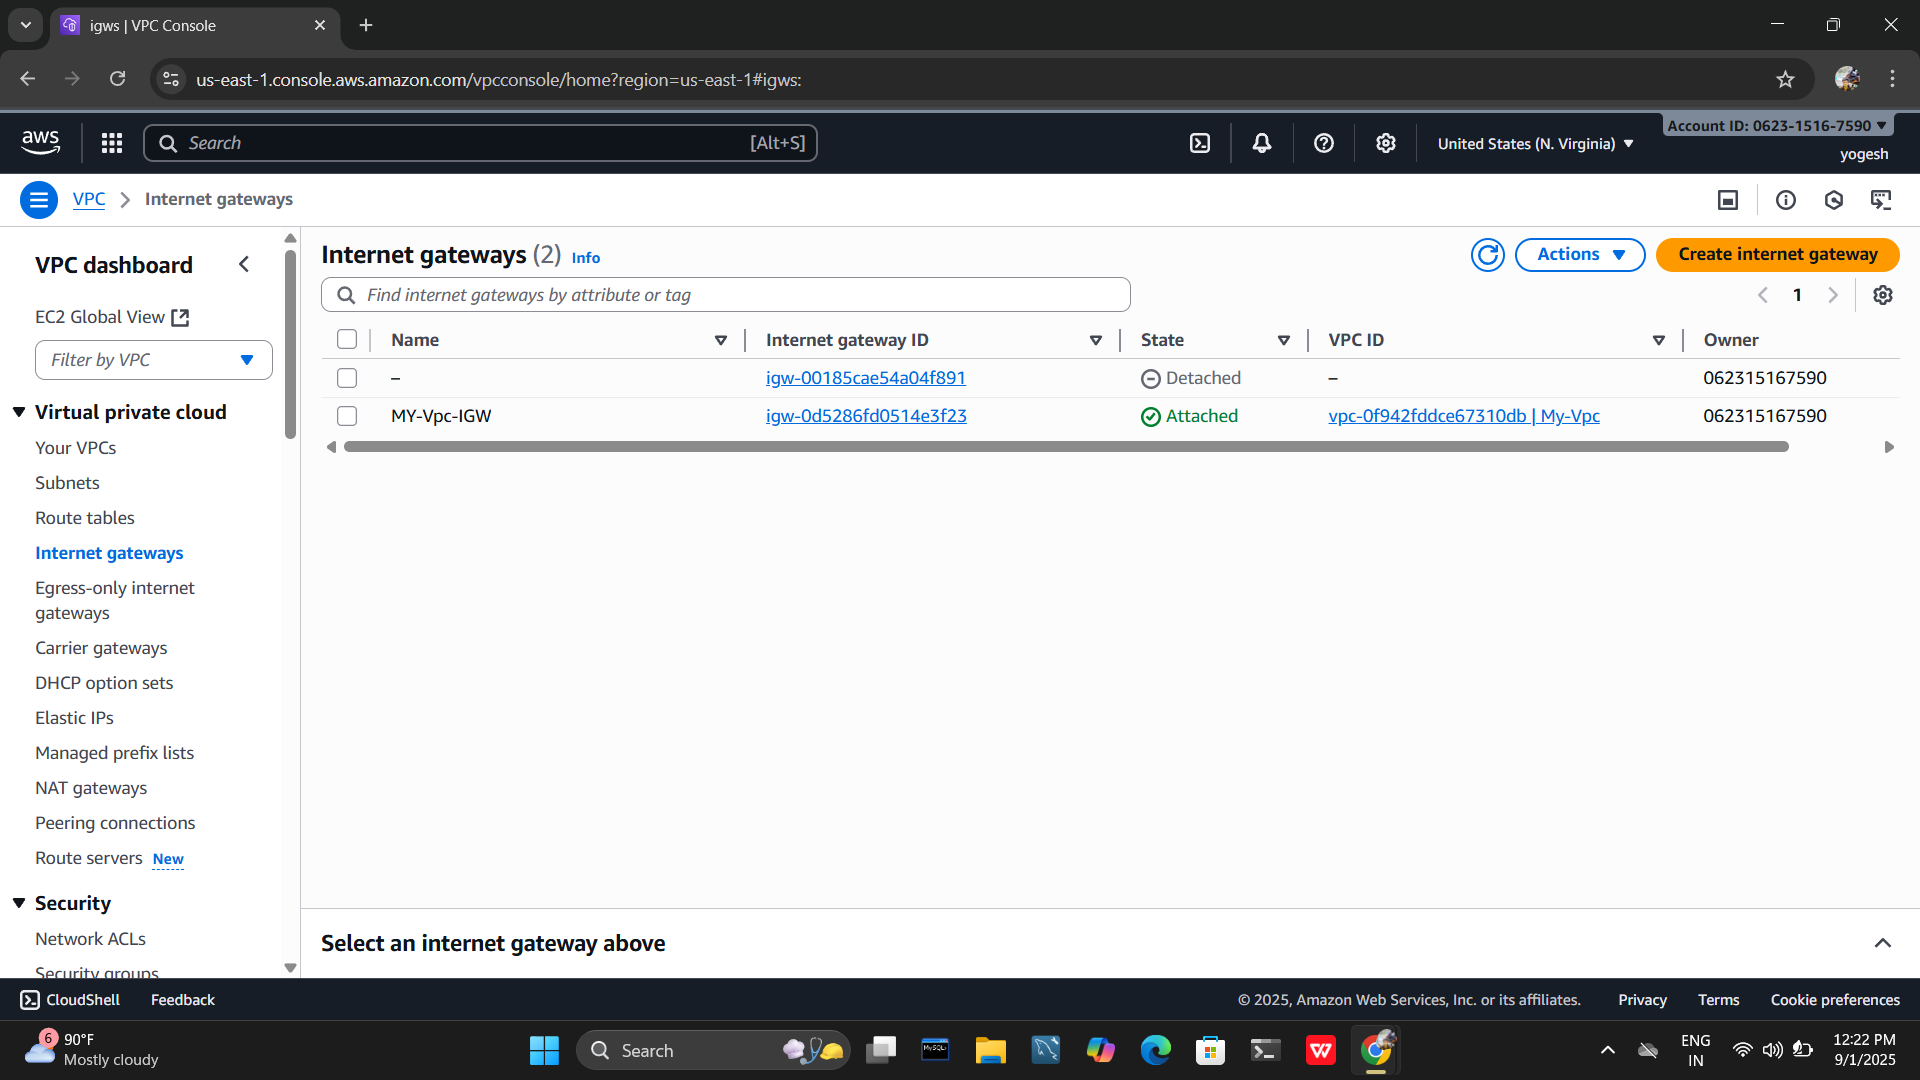 igws | VPC Console
us-east-1.console.aws.amazon.com/vpcconsole/home?region=us-east-1#igws:
aws
Search [Alt+S]
United States (N. Virginia)
Account ID: 0623-1516-7590
yogesh
VPC Internet gateways
VPC dashboard
EC2 Global View
Filter by VPC
Virtual private cloud
Your VPCs
Subnets
Route tables
Internet gateways
Egress-only internet
gateways
Carrier gateways
DHCP option sets
Elastic IPs
Managed prefix lists
NAT gateways
Peering connections
Route servers New
Security
Network ACLs
Security groups
Internet gateways (2) Info
Actions
Create internet gateway
Find internet gateways by attribute or tag
1
Name Internet gateway ID State VPC ID Owner
– igw-00185cae54a04f891 Detached – 062315167590
MY-Vpc-IGW igw-0d5286fd0514e3f23 Attached vpc-0f942fddce67310db | My-Vpc 062315167590
Select an internet gateway above
CloudShell Feedback
© 2025, Amazon Web Services, Inc. or its affiliates. Privacy Terms Cookie preferences
6
90°F
Mostly cloudy
Search
MySQL
W
ENG
IN
12:22 PM
9/1/2025